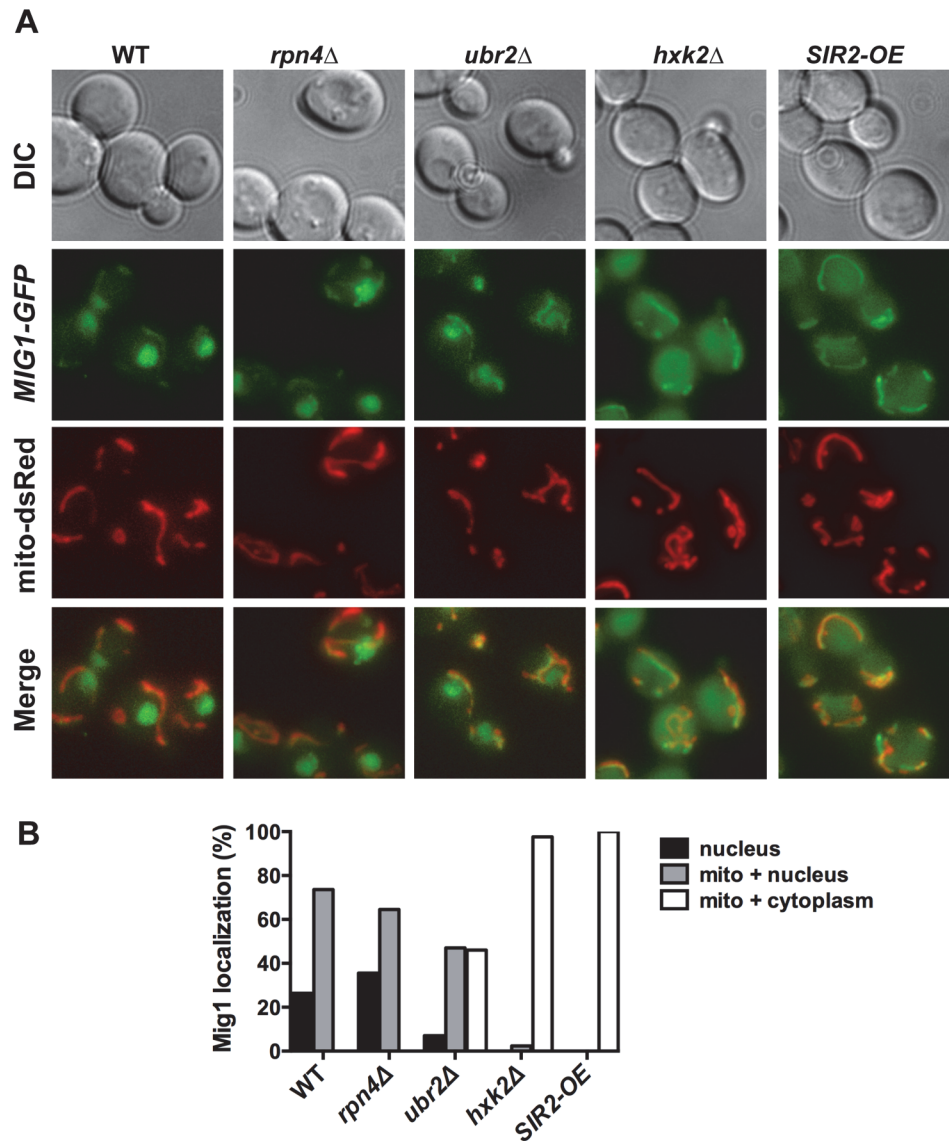 A
WT rpn4Δ ubr2Δ hxk2Δ SIR2-OE
DIC
MIG1-GFP
mito-dsRed
Merge
B
Mig1 localization (%)
100
80
60
40
20
0
WT rpn4Δ ubr2Δ hxk2Δ SIR2-OE
nucleus
mito + nucleus
mito + cytoplasm